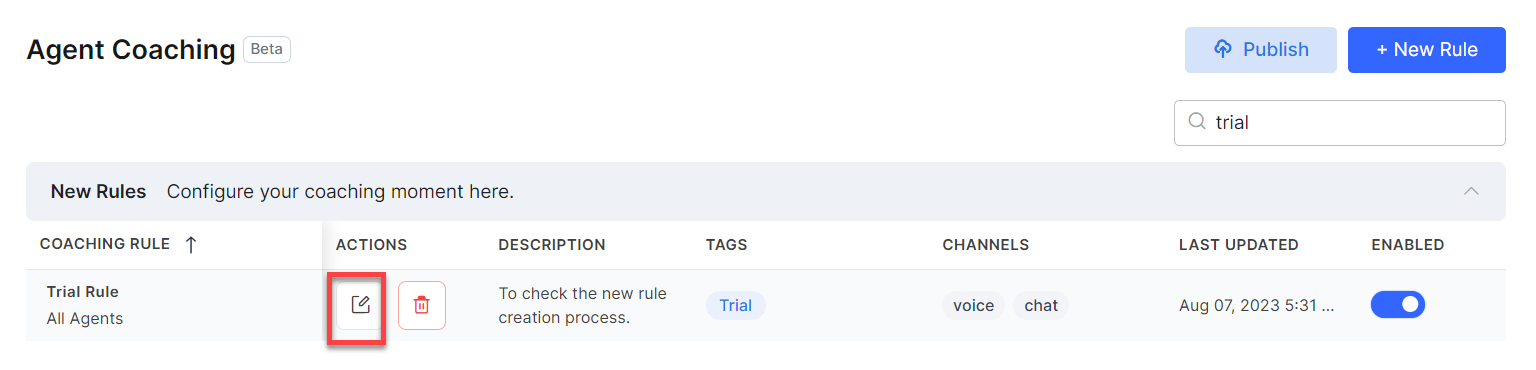 Agent Coaching Beta
Publish
+ New Rule
trial
New Rules Configure your coaching moment here.
COACHING RULE ACTIONS DESCRIPTION TAGS CHANNELS LAST UPDATED ENABLED
Trial Rule
All Agents
To check the new rule
creation process.
Trial
voice chat
Aug 07, 2023 5:31 ...